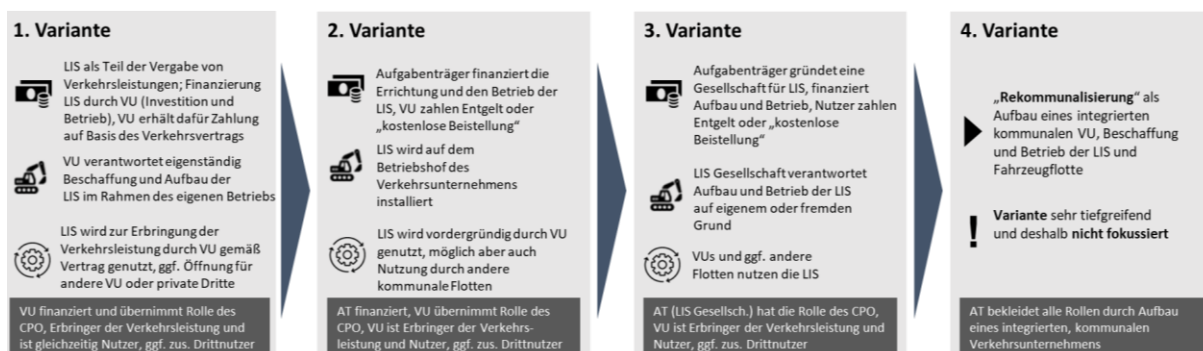 1. Variante
LIS als Teil der Vergabe von
Verkehrsleistungen; Finanzierung
LIS durch VU (Investition und
Betrieb), VU erhält dafür Zahlung
auf Basis des Verkehrsvertrags
VU verantwortet eigenständig
Beschaffung und Aufbau der
LIS im Rahmen des eigenen Betriebs
LIS wird zur Erbringung der
Verkehrsleistung durch VU gemäß
Vertrag genutzt, ggf. Öffnung für
andere VU oder private Dritte
VU finanziert und übernimmt Rolle des
CPO, Erbringer der Verkehrsleistung und
ist gleichzeitig Nutzer, ggf. zus. Drittnutzer
2. Variante
Aufgabenträger finanziert die
Errichtung und den Betrieb der
LIS, VU zahlen Entgelt oder
„kostenlose Beistellung“
LIS wird auf dem
Betriebshof des
Verkehrsunternehmens
installiert
LIS wird vordergründig durch VU
genutzt, möglich aber auch
Nutzung durch andere
kommunale Flotten
AT finanziert, VU übernimmt Rolle des
CPO, VU ist Erbringer der Verkehrs-
leistung und Nutzer, ggf. zus. Drittnutzer
3. Variante
Aufgabenträger gründet eine
Gesellschaft für LIS, finanziert
Aufbau und Betrieb, Nutzer zahlen
Entgelt oder „kostenlose
Beistellung“
LIS Gesellschaft verantwortet
Aufbau und Betrieb der LIS
auf eigenem oder fremden
Grund
VUs und ggf. andere
Flotten nutzen die LIS
AT (LIS Gesellsch.) hat die Rolle des CPO,
VU ist Erbringer der Verkehrsleistung und
Nutzer, ggf. zus. Drittnutzer
4. Variante
„Rekommunalisierung“ als
Aufbau eines integrierten
kommunalen VU, Beschaffung
und Betrieb der LIS und
Fahrzeugflotte
! Variante sehr tiefgreifend
und deshalb nicht fokussiert
AT bekleidet alle Rollen durch Aufbau
eines integrierten, kommunalen
Verkehrsunternehmens